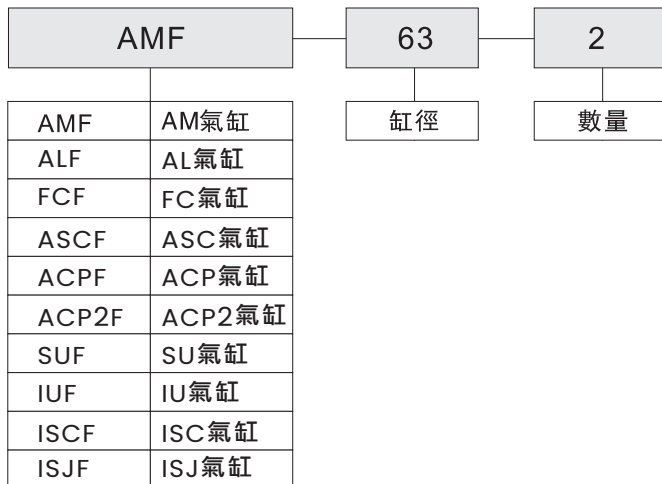 AMF 63 2
缸徑 數量
AMF AM氣缸
ALF AL氣缸
FCF FC氣缸
ASCF ASC氣缸
ACPF ACP氣缸
ACP2F ACP2氣缸
SUF SU氣缸
IUF IU氣缸
ISCF ISC氣缸
ISJF ISJ氣缸